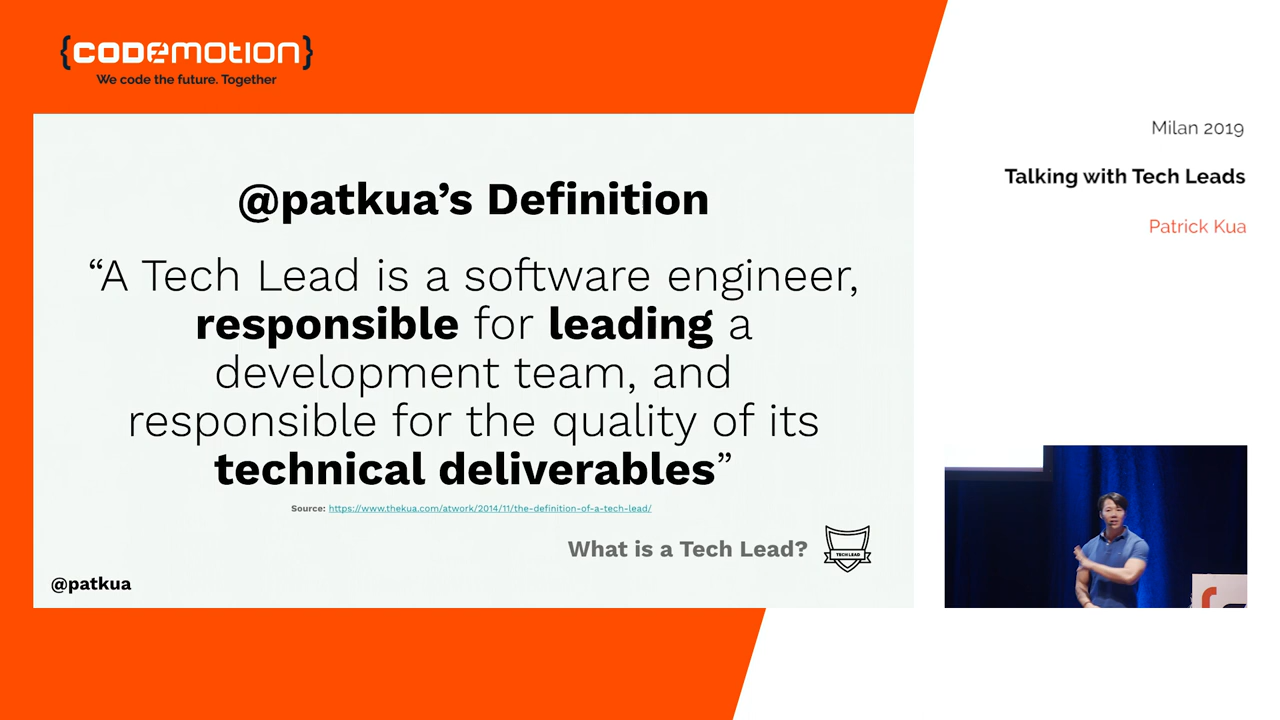 {CODEMOTION}
We code the future. Together
@patkua’s Definition
“A Tech Lead is a software engineer,
responsible for leading a
development team, and
responsible for the quality of its
technical deliverables”
Source: https://www.thekua.com/atwork/2014/11/the-definition-of-a-tech-lead/
What is a Tech Lead?
TECH LEAD
@patkua
Milan 2019
Talking with Tech Leads
Patrick Kua